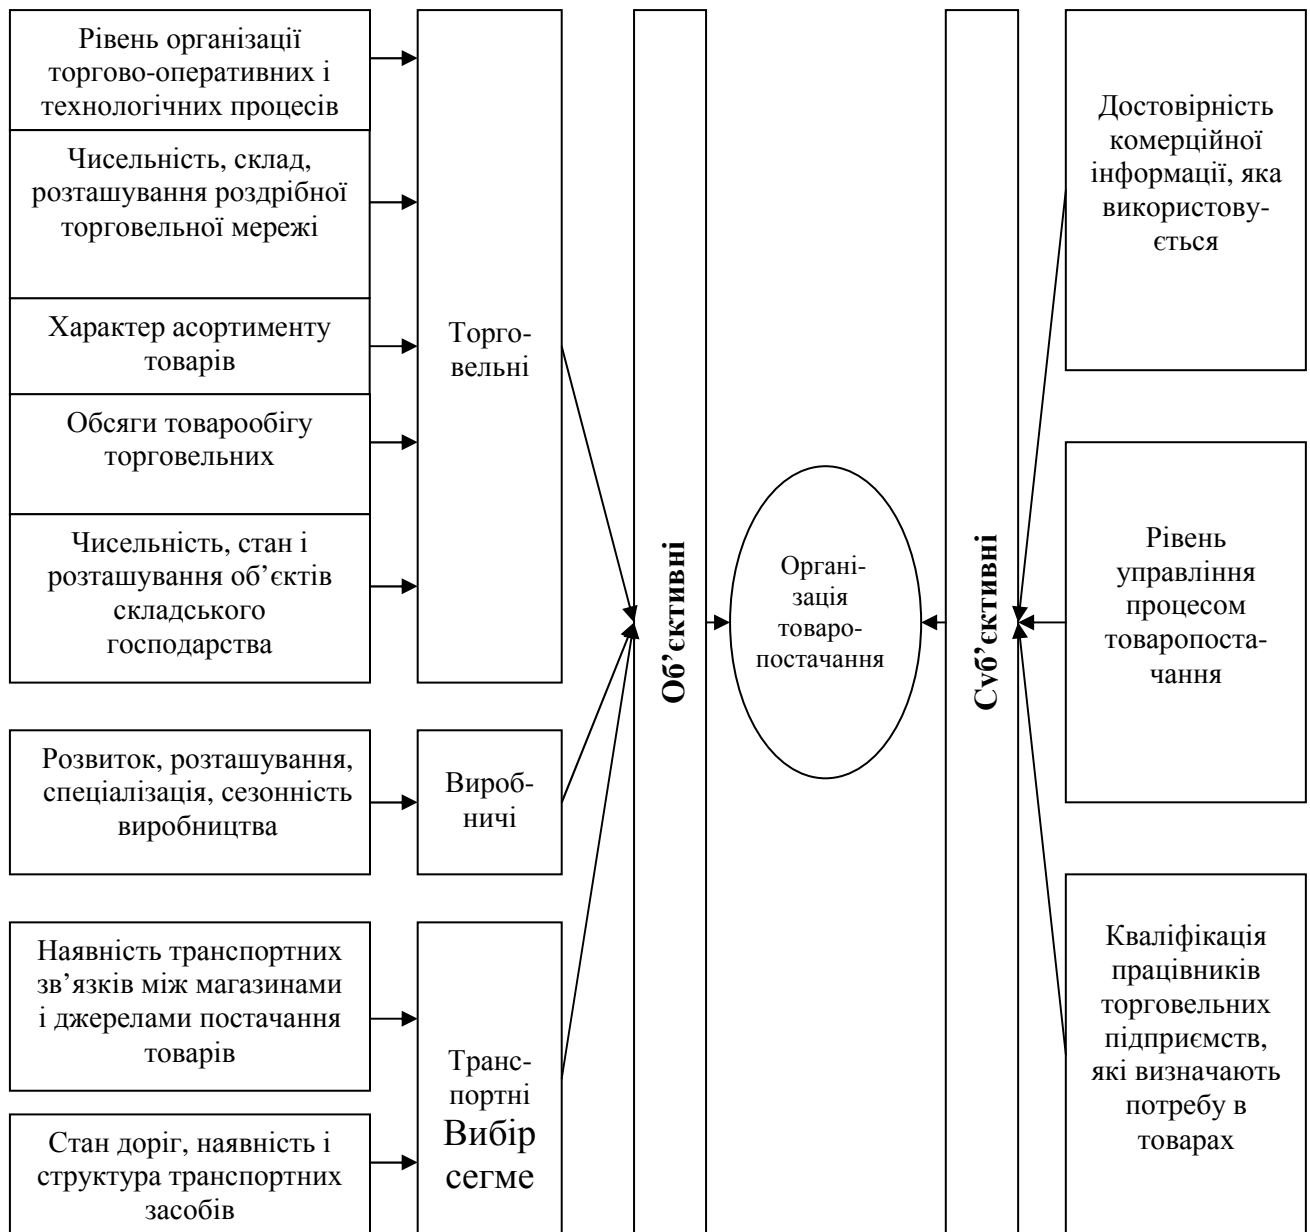 Рівень організації
торгово-оперативних і
технологічних процесів
Чисельність, склад,
розташування роздрібної
торговельної мережі
Характер асортименту
товарів
Обсяги товарообігу
торговельних
Чисельність, стан і
розташування об’єктів
складського
господарства
Розвиток, розташування,
спеціалізація, сезонність
виробництва
Наявність транспортних
зв’язків між магазинами
і джерелами постачання
товарів
Стан доріг, наявність і
структура транспортних
засобів
Торго-
вельні
Вироб-
ничі
Транс-
портні
Вибір
сегме
Об’єктивні
Органі-
зація
товаро-
постачання
Суб’єктивні
Достовірність
комерційної
інформації, яка
використову-
ється
Рівень
управління
процесом
товаропоста-
чання
Кваліфікація
працівників
торговельних
підприємств,
які визначають
потребу в
товарах